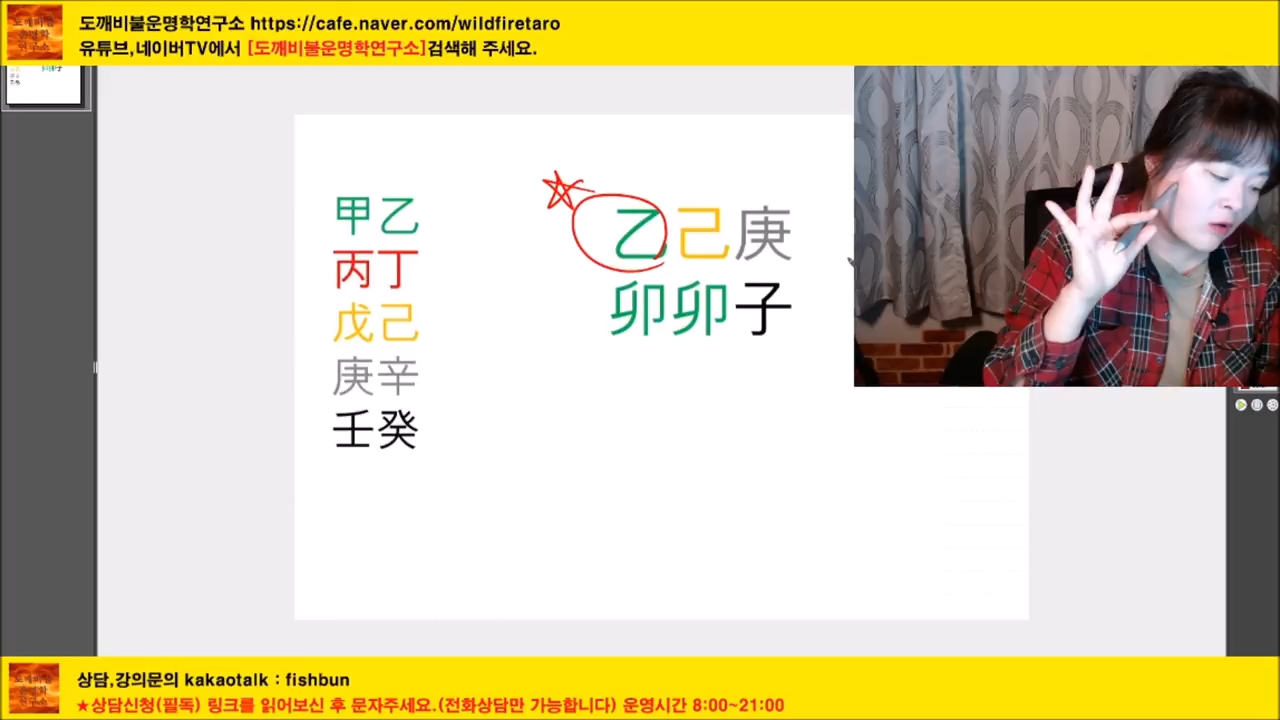 도깨비불운명학연구소 https://cafe.naver.com/wildfiretaro
유튜브,네이버TV에서 [도깨비불운명학연구소]검색해 주세요.
甲乙
丙丁
戊己
庚辛
壬癸
乙己庚
卯卯子
상담,강의문의 kakaotalk : fishbun
★상담신청(필독) 링크를 읽어보신 후 문자주세요.(전화상담만 가능합니다) 운영시간 8:00~21:00